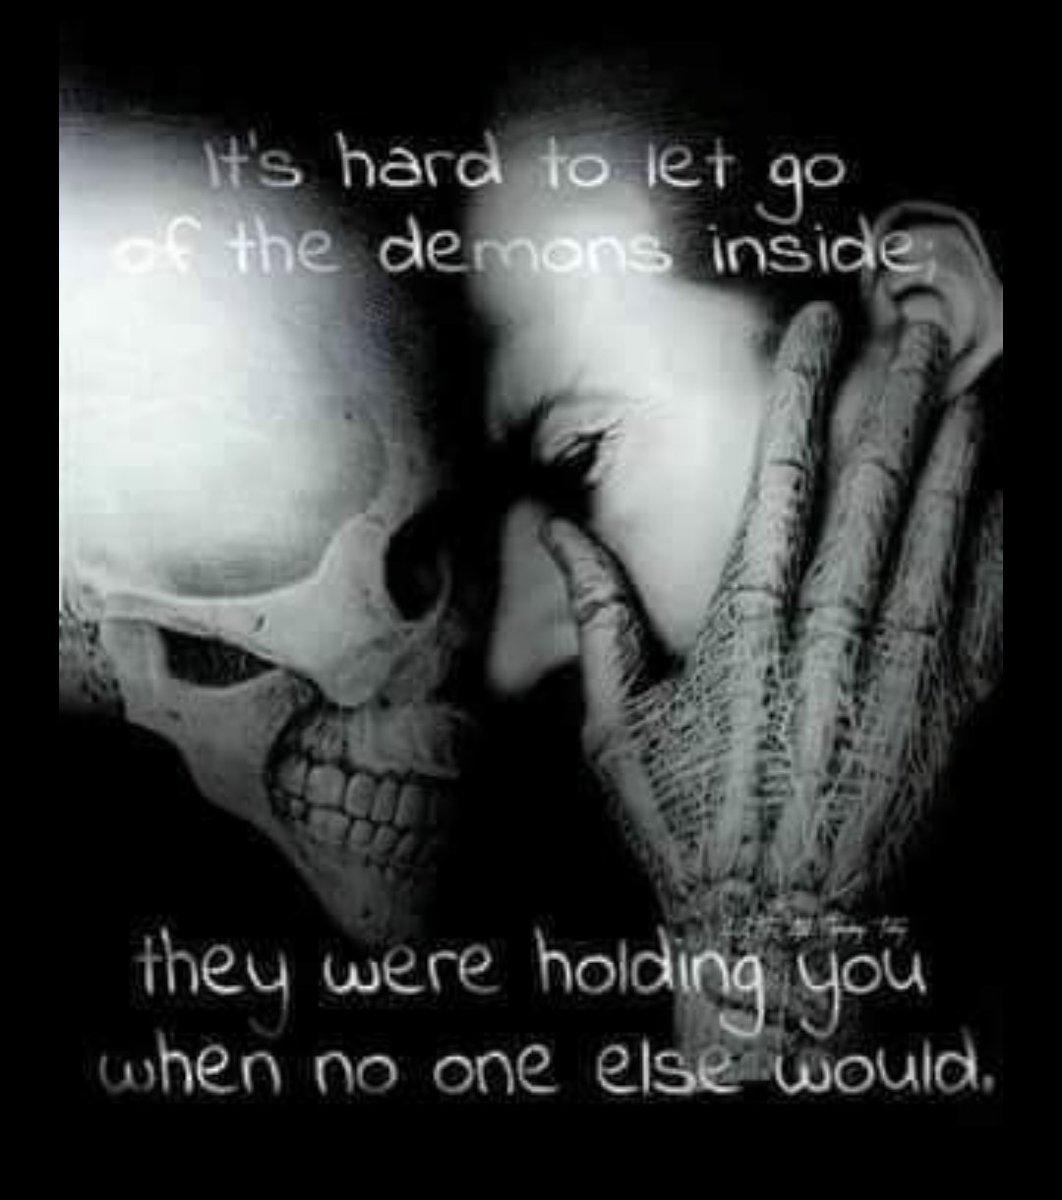 It's hard to let go
of the demons inside;
they were holding you
when no one else would.